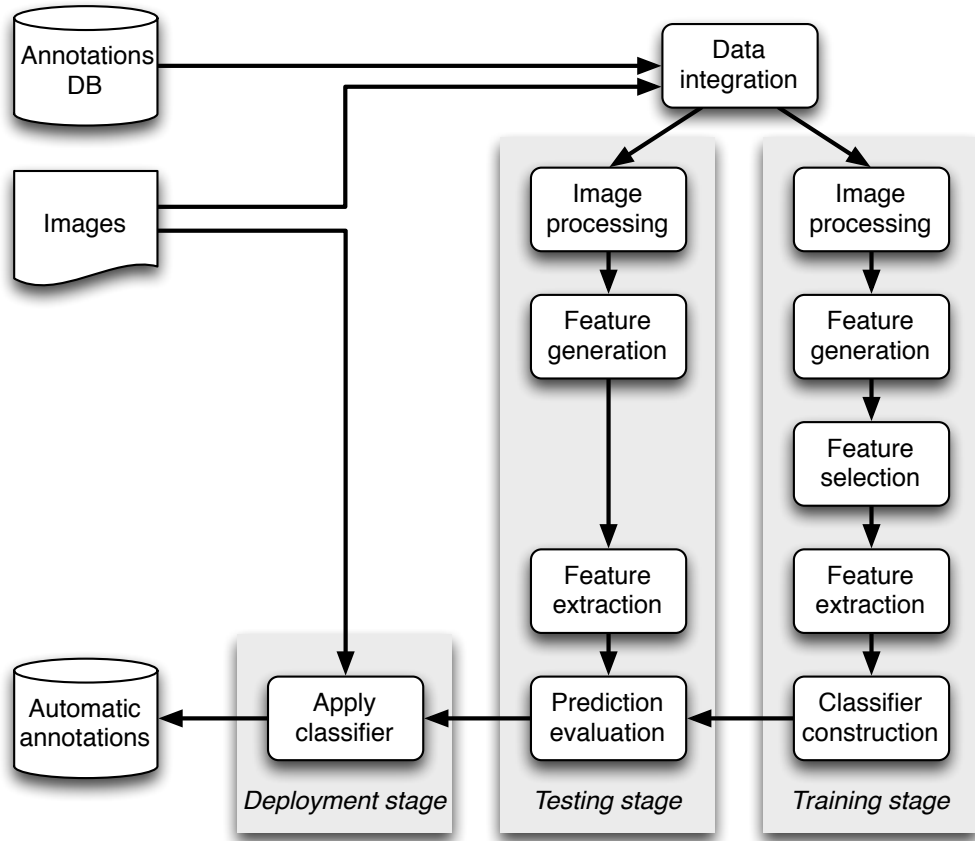 Annotations
DB
Data
integration
Images
Image
processing
Image
processing
Feature
generation
Feature
generation
Feature
selection
Feature
extraction
Feature
extraction
Automatic
annotations
Apply
classifier
Prediction
evaluation
Classifier
construction
Deployment stage
Testing stage
Training stage